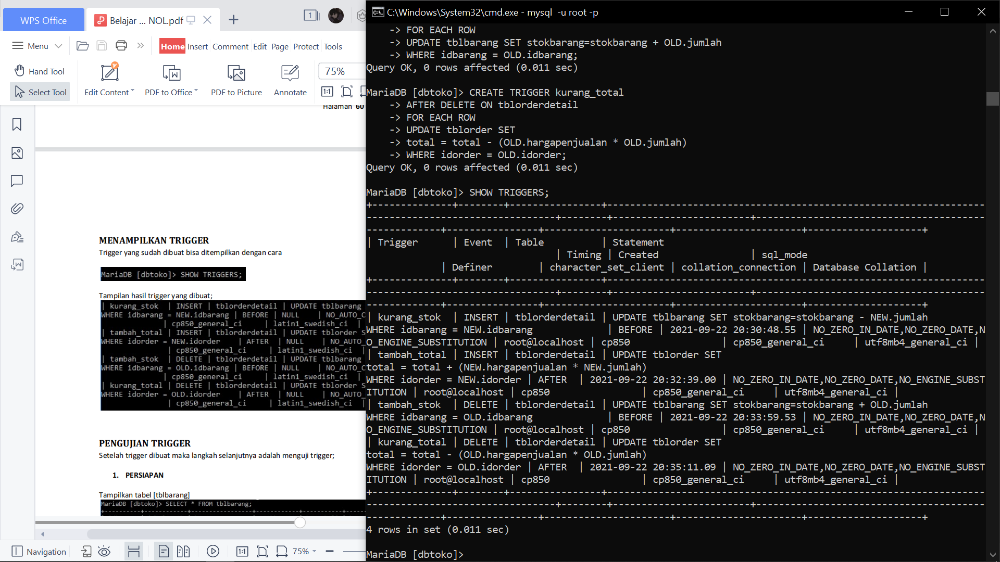 WPS Office
Belajar ... NOL.pdf
1
Menu
Home Insert Comment Edit Page Protect Tools
Hand Tool
Select Tool
Edit Content
PDF to Office
PDF to Picture
Annotate
75%
1:1
Halaman 60
MENAMPILKAN TRIGGER
Trigger yang sudah dibuat bisa ditempilkan dengan cara
MariaDB [dbtoko]> SHOW TRIGGERS;
Tampilan hasil trigger yang dibuat;
| kurang_stok | INSERT | tblorderdetail | UPDATE tblbarang
WHERE idbarang = NEW.idbarang | BEFORE | NULL | NO_AUTO_C
| cp850_general_ci | latin1_swedish_ci |
| tambah_total | INSERT | tblorderdetail | UPDATE tblorder S
WHERE idorder = NEW.idorder | AFTER | NULL | NO_AUTO_
| cp850_general_ci | latin1_swedish_ci |
| tambah_stok | DELETE | tblorderdetail | UPDATE tblbarang
WHERE idbarang = OLD.idbarang | BEFORE | NULL | NO_AUTO_C
| cp850_general_ci | latin1_swedish_ci |
| kurang_total | DELETE | tblorderdetail | UPDATE tblorder S
WHERE idorder = OLD.idorder | AFTER | NULL | NO_AUTO_
| cp850_general_ci | latin1_swedish_ci |
PENGUJIAN TRIGGER
Setelah trigger dibuat maka langkah selanjutnya adalah menguji trigger;
1. PERSIAPAN
Tampilkan tabel [tblbarang]
MariaDB [dbtoko]> SELECT * FROM tblbarang;
Navigation
1:1
75%
C:\Windows\System32\cmd.exe - mysql -u root -p
-> FOR EACH ROW
-> UPDATE tblbarang SET stokbarang=stokbarang + OLD.jumlah
-> WHERE idbarang = OLD.idbarang;
Query OK, 0 rows affected (0.011 sec)
MariaDB [dbtoko]> CREATE TRIGGER kurang_total
-> AFTER DELETE ON tblorderdetail
-> FOR EACH ROW
-> UPDATE tblorder SET
-> total = total - (OLD.hargapenjualan * OLD.jumlah)
-> WHERE idorder = OLD.idorder;
Query OK, 0 rows affected (0.011 sec)
MariaDB [dbtoko]> SHOW TRIGGERS;
| Trigger | Event | Table | Statement
| Timing | Created | sql_mode
| Definer | character_set_client | collation_connection | Database Collation |
| kurang_stok | INSERT | tblorderdetail | UPDATE tblbarang SET stokbarang=stokbarang - NEW.jumlah
WHERE idbarang = NEW.idbarang | BEFORE | 2021-09-22 20:30:48.55 | NO_ZERO_IN_DATE,NO_ZERO_DATE,N
O_ENGINE_SUBSTITUTION | root@localhost | cp850 | cp850_general_ci | utf8mb4_general_ci |
| tambah_total | INSERT | tblorderdetail | UPDATE tblorder SET
total = total + (NEW.hargapenjualan * NEW.jumlah)
WHERE idorder = NEW.idorder | AFTER | 2021-09-22 20:32:39.00 | NO_ZERO_IN_DATE,NO_ZERO_DATE,NO_ENGINE_SUBST
ITUTION | root@localhost | cp850 | cp850_general_ci | utf8mb4_general_ci |
| tambah_stok | DELETE | tblorderdetail | UPDATE tblbarang SET stokbarang=stokbarang + OLD.jumlah
WHERE idbarang = OLD.idbarang | BEFORE | 2021-09-22 20:33:59.53 | NO_ZERO_IN_DATE,NO_ZERO_DATE,N
O_ENGINE_SUBSTITUTION | root@localhost | cp850 | cp850_general_ci | utf8mb4_general_ci |
| kurang_total | DELETE | tblorderdetail | UPDATE tblorder SET
total = total - (OLD.hargapenjualan * OLD.jumlah)
WHERE idorder = OLD.idorder | AFTER | 2021-09-22 20:35:11.09 | NO_ZERO_IN_DATE,NO_ZERO_DATE,NO_ENGINE_SUBST
ITUTION | root@localhost | cp850 | cp850_general_ci | utf8mb4_general_ci |
4 rows in set (0.011 sec)
MariaDB [dbtoko]>